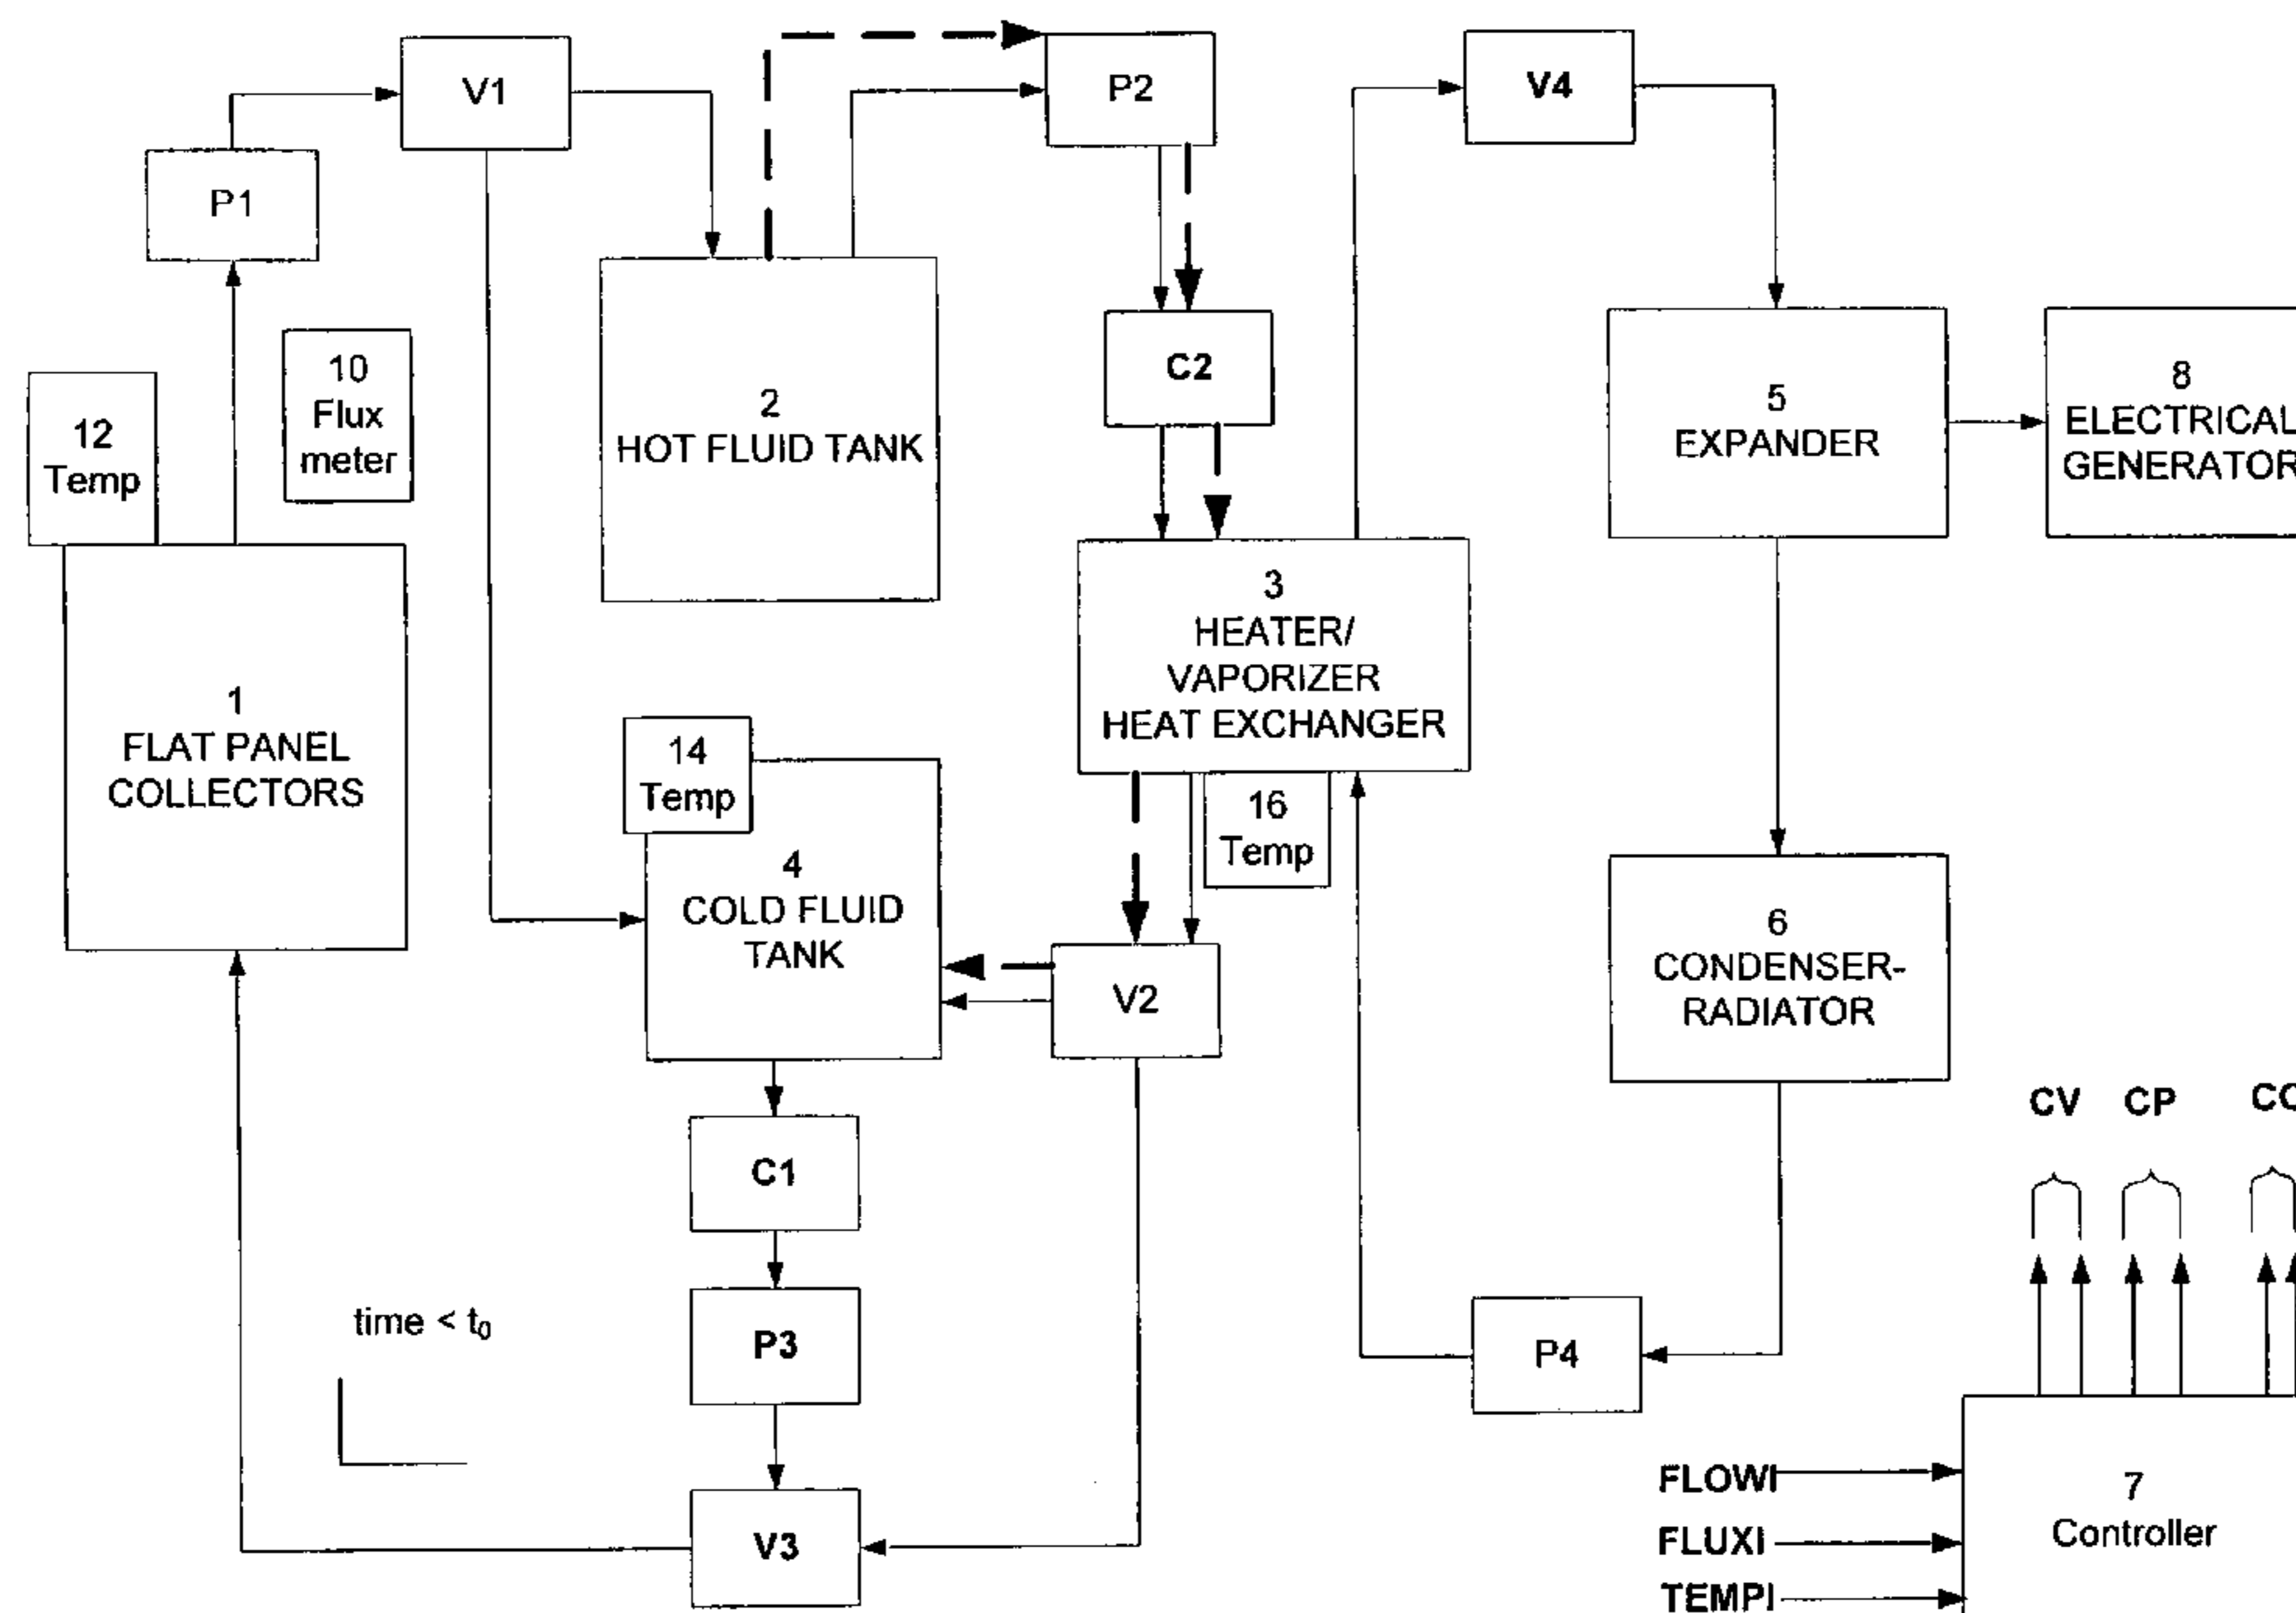 V1
P2
V4
P1
10
Flux
meter
12
Temp
2
HOT FLUID TANK
C2
5
EXPANDER
8
ELECTRICAL
GENERATOR
3
HEATER/
VAPORIZER
HEAT EXCHANGER
1
FLAT PANEL
COLLECTORS
14
Temp
16
Temp
4
COLD FLUID
TANK
V2
6
CONDENSER-
RADIATOR
CV CP
C1
time < t₀
P3
P4
V3
FLOWI
FLUXI
TEMPI
7
Controller